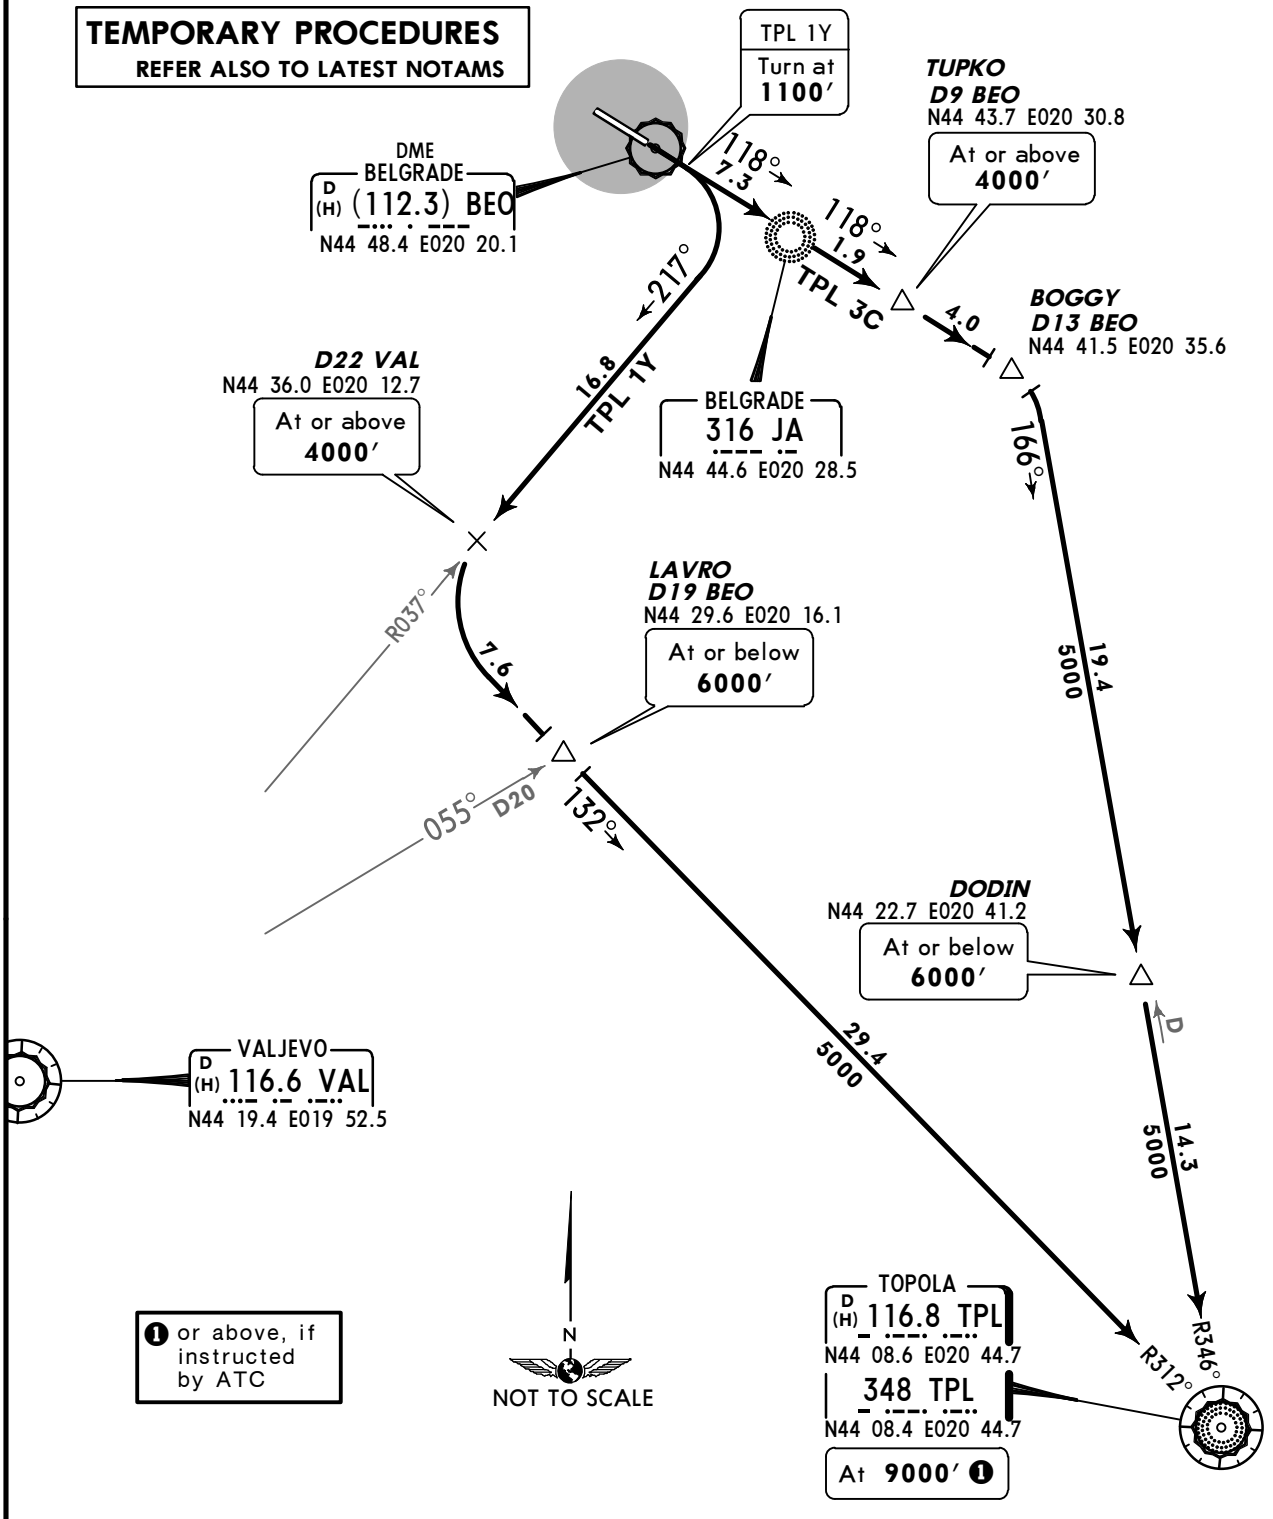 TEMPORARY PROCEDURES
REFER ALSO TO LATEST NOTAMS
TPL 1Y
Turn at
1100'
TUPKO
D9 BEO
N44 43.7 E020 30.8
At or above
4000'
DME
BELGRADE
D
(H) (112.3) BEO
N44 48.4 E020 20.1
118°
7.3
118°
1.9
TPL 3C
4.0
BOGGY
D13 BEO
N44 41.5 E020 35.6
217°
16.8
TPL 1Y
D22 VAL
N44 36.0 E020 12.7
At or above
4000'
BELGRADE
316 JA
N44 44.6 E020 28.5
166°
R037°
7.6
LAVRO
D19 BEO
N44 29.6 E020 16.1
At or below
6000'
19.4
5000
055°
D20
132°
DODIN
N44 22.7 E020 41.2
At or below
6000'
D
29.4
5000
VALJEVO
D
(H) 116.6 VAL
N44 19.4 E019 52.5
14.3
5000
1 or above, if
instructed
by ATC
N
NOT TO SCALE
TOPOLA
D
(H) 116.8 TPL
N44 08.6 E020 44.7
348 TPL
N44 08.4 E020 44.7
At 9000' 1
R312°
R346°